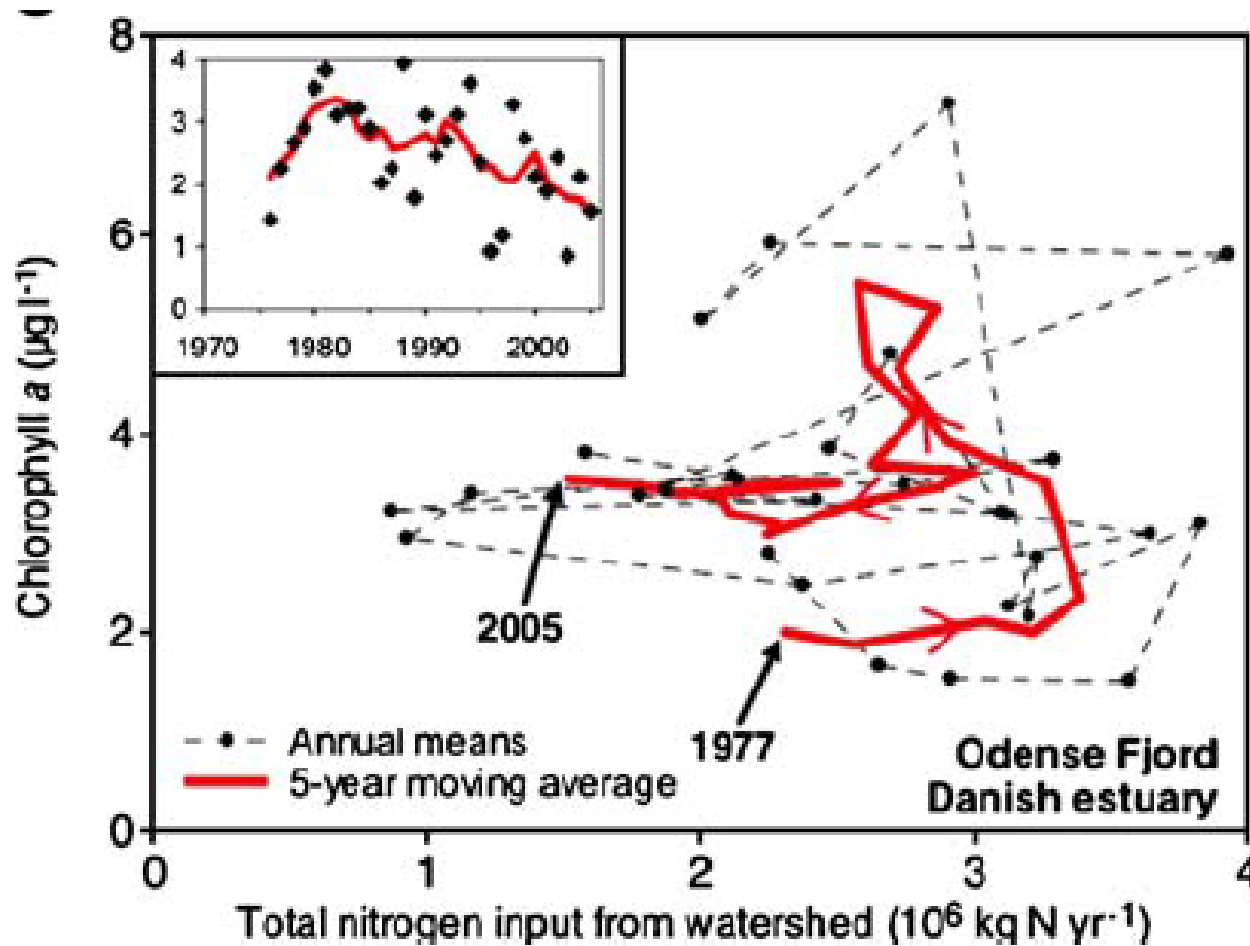 8
6
4
2
0
Chlorophyll a (µg l⁻¹)
4
3
2
1
0
1970 1980 1990 2000
2005
1977
Annual means
5-year moving average
Odense Fjord
Danish estuary
0 1 2 3 4
Total nitrogen input from watershed (10⁶ kg N yr⁻¹)